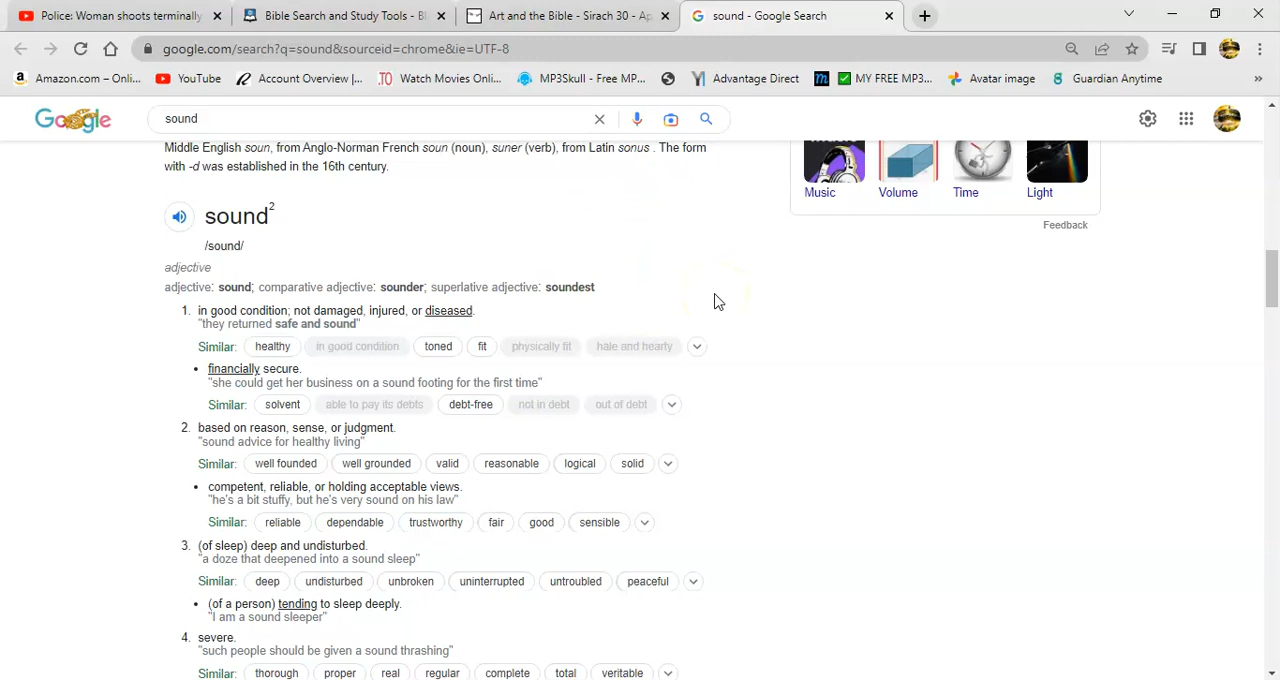 Police: Woman shoots terminally
Bible Search and Study Tools - Bl
Art and the Bible - Sirach 30 - Ap
sound - Google Search
google.com/search?q=sound&sourceid=chrome&ie=UTF-8
Amazon.com – Onli...
YouTube
Account Overview |...
Watch Movies Onli...
MP3Skull - Free MP...
Advantage Direct
MY FREE MP3...
Avatar image
Guardian Anytime
»
Google
sound
Middle English soun, from Anglo-Norman French soun (noun), suner (verb), from Latin sonus . The form
with -d was established in the 16th century.
Music
Volume
Time
Light
Feedback
sound2
/sound/
adjective
adjective: sound; comparative adjective: sounder; superlative adjective: soundest
1. in good condition; not damaged, injured, or diseased.
"they returned safe and sound"
Similar: healthy in good condition toned fit physically fit hale and hearty
• financially secure.
"she could get her business on a sound footing for the first time"
Similar: solvent able to pay its debts debt-free not in debt out of debt
2. based on reason, sense, or judgment.
"sound advice for healthy living"
Similar: well founded well grounded valid reasonable logical solid
• competent, reliable, or holding acceptable views.
"he's a bit stuffy, but he's very sound on his law"
Similar: reliable dependable trustworthy fair good sensible
3. (of sleep) deep and undisturbed.
"a doze that deepened into a sound sleep"
Similar: deep undisturbed unbroken uninterrupted untroubled peaceful
• (of a person) tending to sleep deeply.
"I am a sound sleeper"
4. severe.
"such people should be given a sound thrashing"
Similar: thorough proper real regular complete total veritable